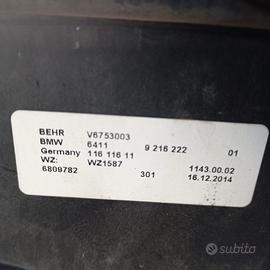 BEHR V6753003
BMW 6411 9 216 222 01
Germany 116 116 11
WZ: WZ1587 1143.00.02
6809782 301 16.12.2014
subito